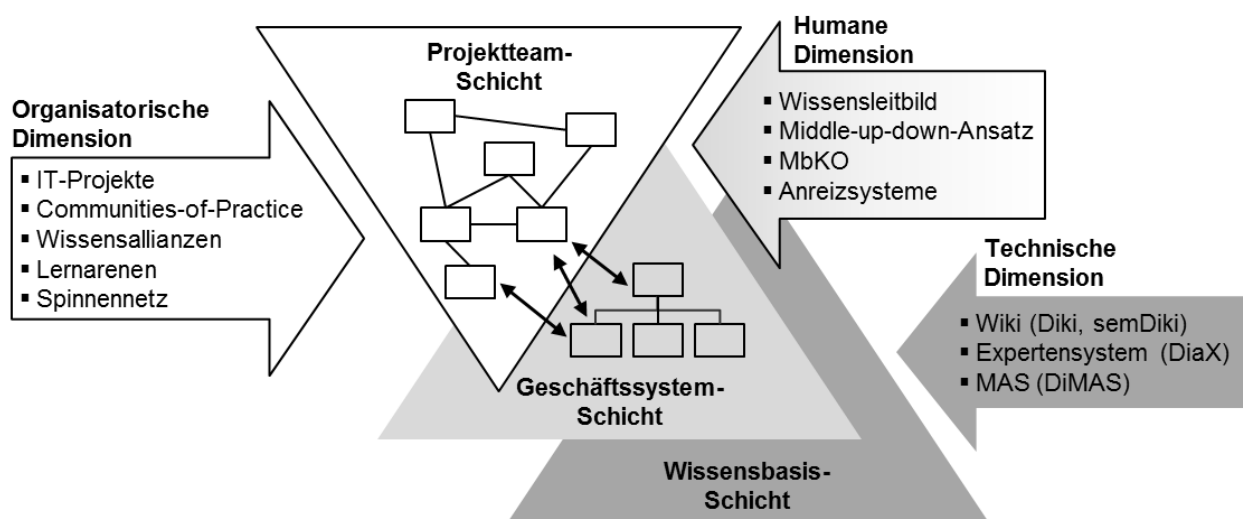 Organisatorische
Dimension
▪ IT-Projekte
▪ Communities-of-Practice
▪ Wissensallianzen
▪ Lernarenen
▪ Spinnennetz
Projektteam-
Schicht
Humane
Dimension
▪ Wissensleitbild
▪ Middle-up-down-Ansatz
▪ MbKO
▪ Anreizsysteme
Technische
Dimension
▪ Wiki (Diki, semDiki)
▪ Expertensystem (DiaX)
▪ MAS (DiMAS)
Geschäftssystem-
Schicht
Wissensbasis-
Schicht